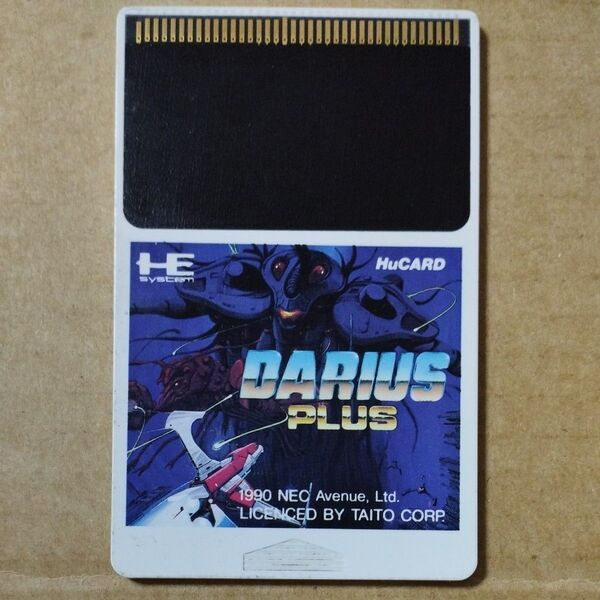 HE
system
HuCARD
DARIUS
PLUS
1990 NEC Avenue, Ltd.
LICENCED BY TAITO CORP.